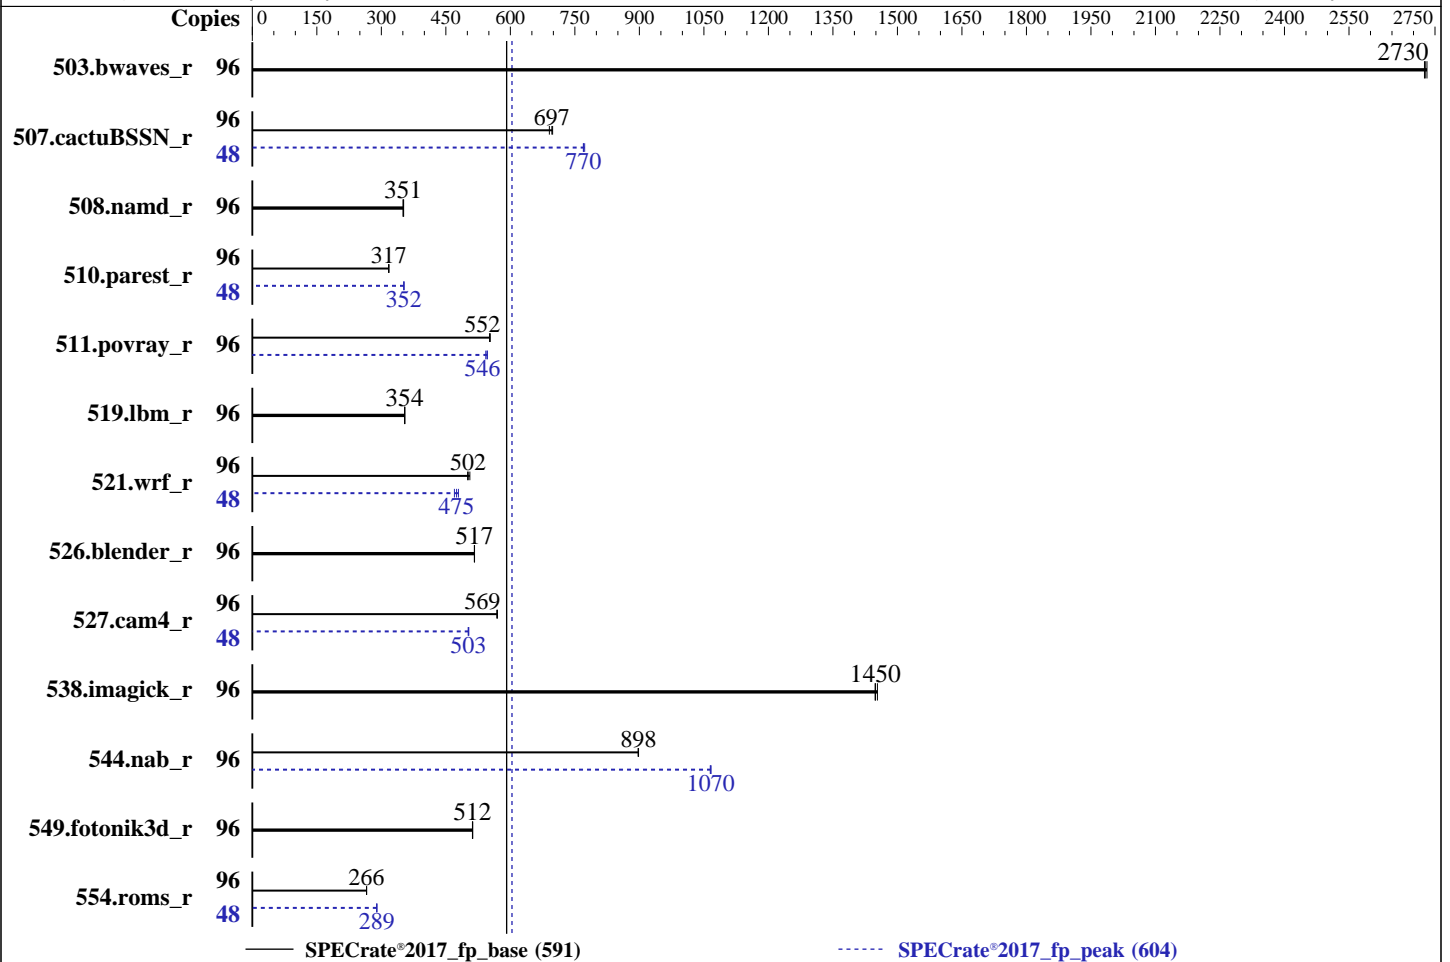 Copies 0 150 300 450 600 750 900 1050 1200 1350 1450 1650 1800 1950 2100 2250 2400 2550 2750
503.bwaves_r 96 2730
507.cactuBSSN_r 96 697
48 770
508.namd_r 96 351
510.parest_r 96 317
48 352
511.povray_r 96 552
546
519.lbm_r 96 354
521.wrf_r 96 502
48 475
526.blender_r 96 517
527.cam4_r 96 569
48 503
538.imagick_r 96 1450
544.nab_r 96 898
1070
549.fotonik3d_r 96 512
554.roms_r 96 266
48 289
SPECrate®2017_fp_base (591) SPECrate®2017_fp_peak (604)